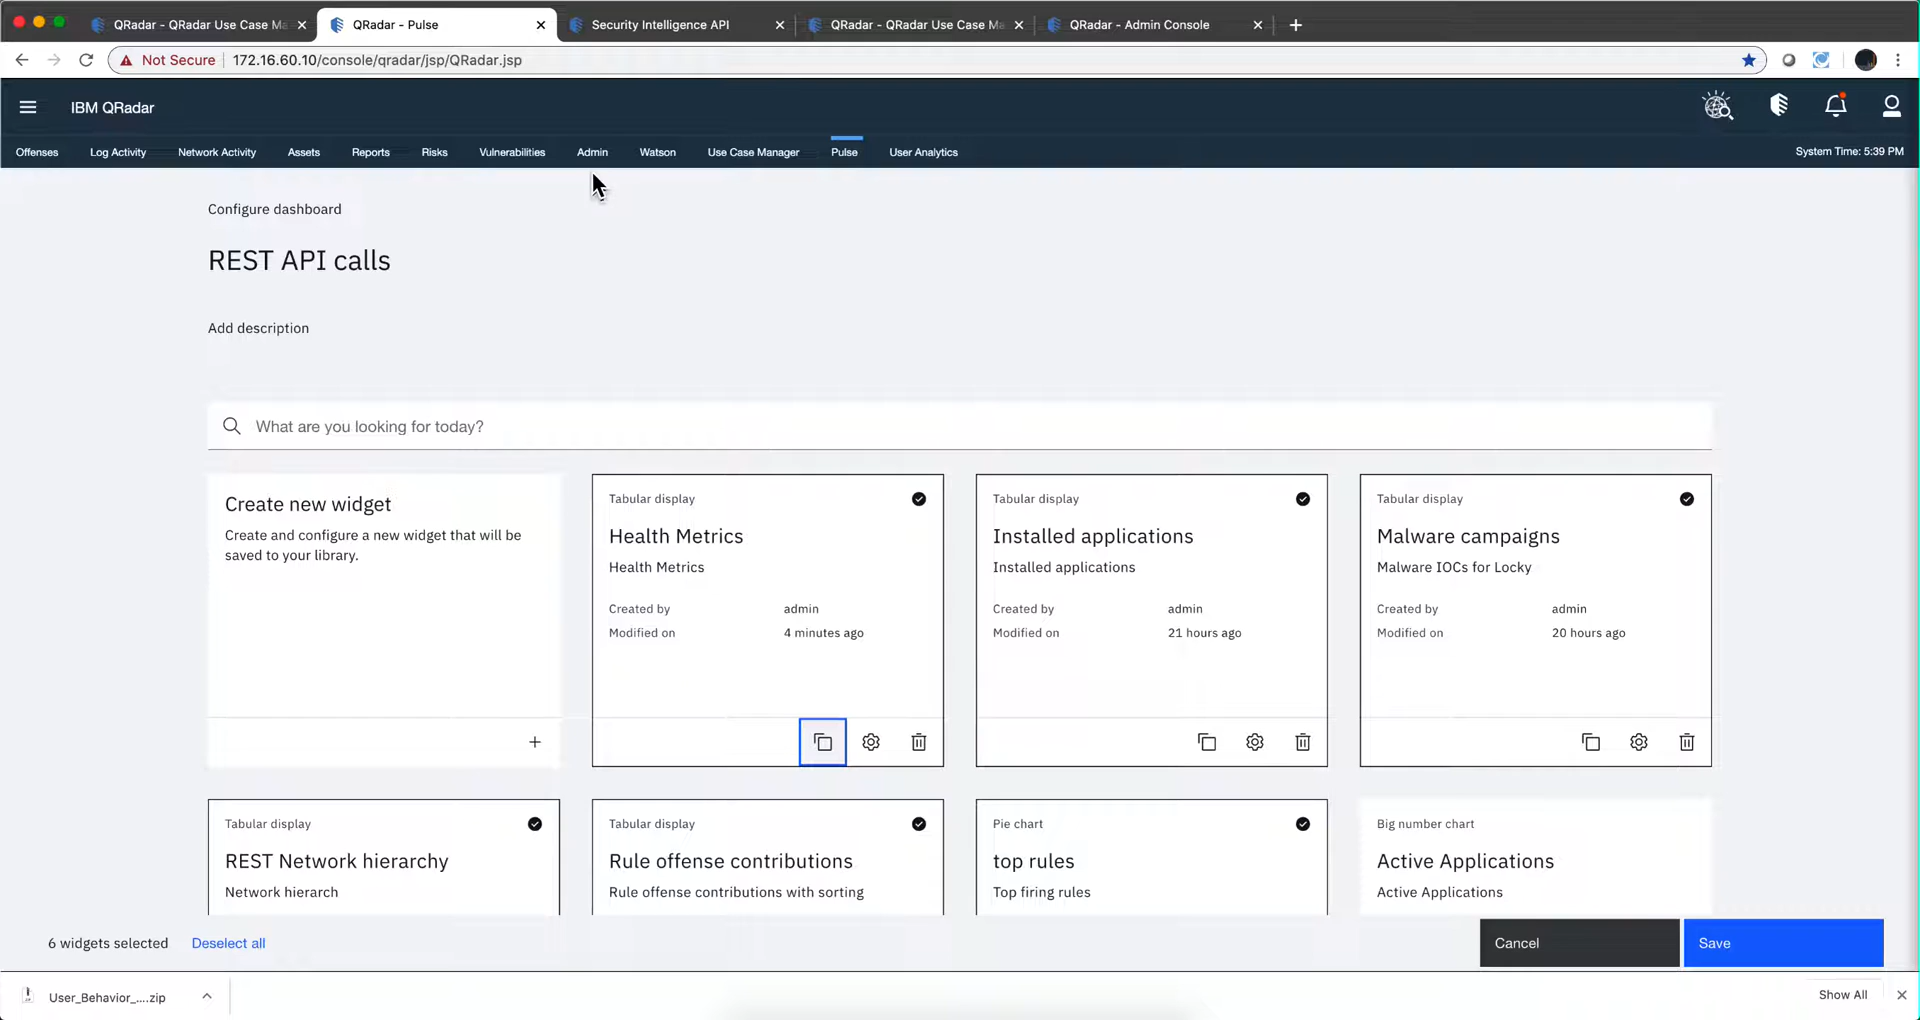 QRadar - QRadar Use Case Ma
QRadar - Pulse
Security Intelligence API
QRadar - QRadar Use Case Ma
QRadar - Admin Console
Not Secure
172.16.60.10/console/qradar/jsp/QRadar.jsp
IBM QRadar
Offenses
Log Activity
Network Activity
Assets
Reports
Risks
Vulnerabilities
Admin
Watson
Use Case Manager
Pulse
User Analytics
System Time: 5:39 PM
Configure dashboard
REST API calls
Add description
What are you looking for today?
Create new widget
Create and configure a new widget that will be
saved to your library.
Tabular display
Health Metrics
Health Metrics
Created by admin
Modified on 4 minutes ago
Tabular display
Installed applications
Installed applications
Created by admin
Modified on 21 hours ago
Tabular display
Malware campaigns
Malware IOCs for Locky
Created by admin
Modified on 20 hours ago
Tabular display
REST Network hierarchy
Network hierarch
Tabular display
Rule offense contributions
Rule offense contributions with sorting
Pie chart
top rules
Top firing rules
Big number chart
Active Applications
Active Applications
6 widgets selected
Deselect all
Cancel
Save
User_Behavior_....zip
Show All